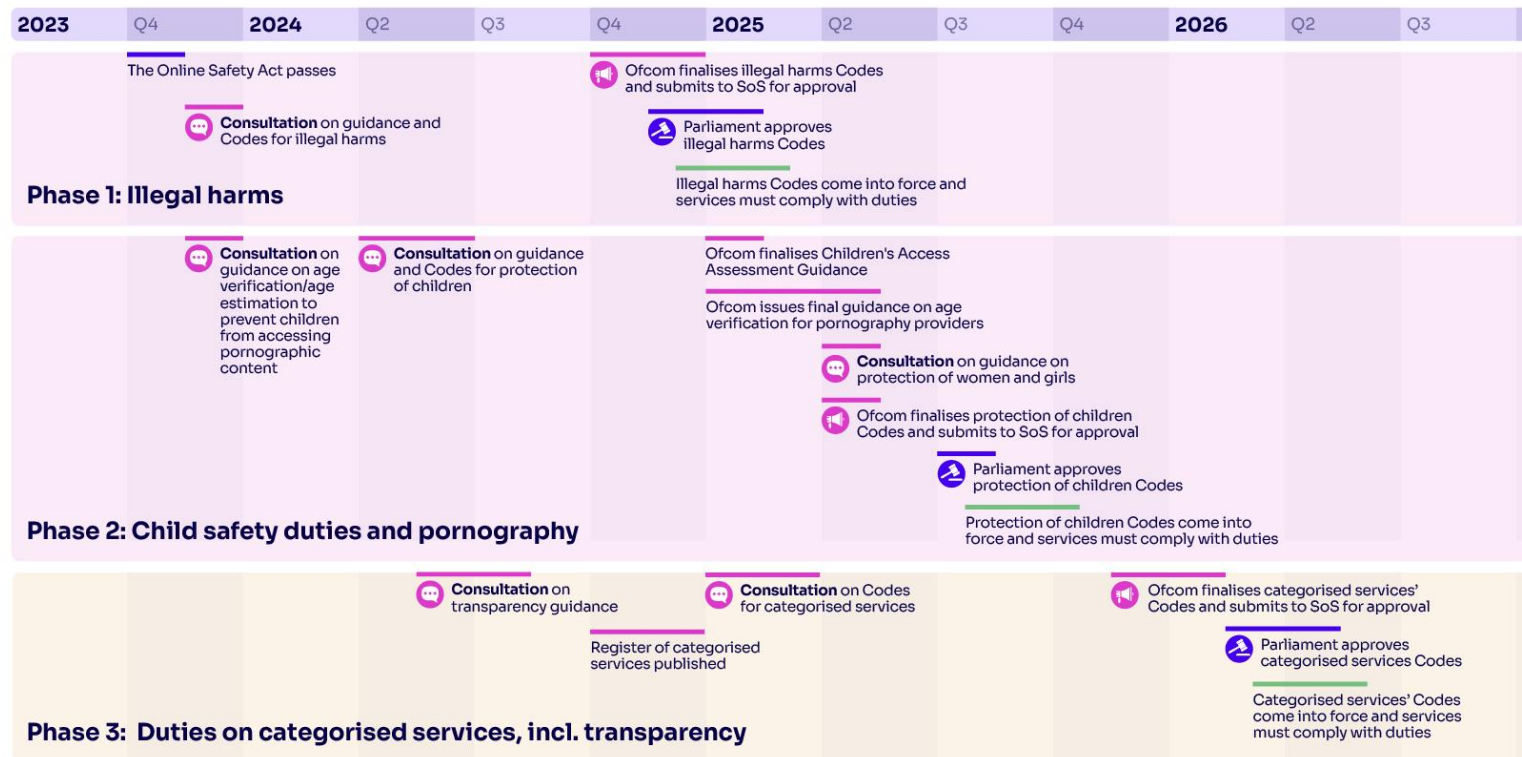 2023 Q4 2024 Q2 Q3 Q4 2025 Q2 Q3 Q4 2026 Q2 Q3
The Online Safety Act passes
Consultation on guidance and
Codes for illegal harms
Ofcom finalises illegal harms Codes
and submits to SoS for approval
Parliament approves
illegal harms Codes
Illegal harms Codes come into force and
services must comply with duties
Phase 1: Illegal harms
Consultation on
guidance on age
verification/age
estimation to
prevent children
from accessing
pornographic
content
Consultation on guidance
and Codes for protection
of children
Ofcom finalises Children's Access
Assessment Guidance
Ofcom issues final guidance on age
verification for pornography providers
Consultation on guidance on
protection of women and girls
Ofcom finalises protection of children
Codes and submits to SoS for approval
Parliament approves
protection of children Codes
Protection of children Codes come into
force and services must comply with duties
Phase 2: Child safety duties and pornography
Consultation on
transparency guidance
Register of categorised
services published
Consultation on Codes
for categorised services
Ofcom finalises categorised services’
Codes and submits to SoS for approval
Parliament approves
categorised services Codes
Categorised services’ Codes
come into force and services
must comply with duties
Phase 3: Duties on categorised services, incl. transparency